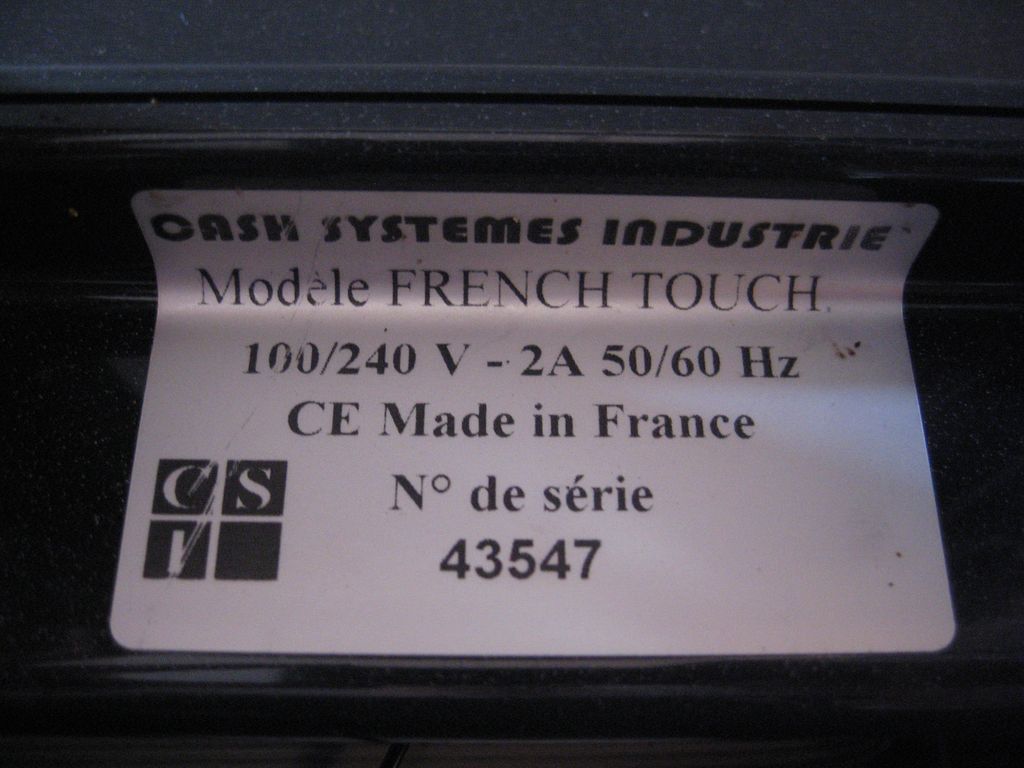 CASH SYSTEMES INDUSTRIE
Modèle FRENCH TOUCH.
100/240 V - 2A 50/60 Hz
CE Made in France
N° de série
43547
CS
I